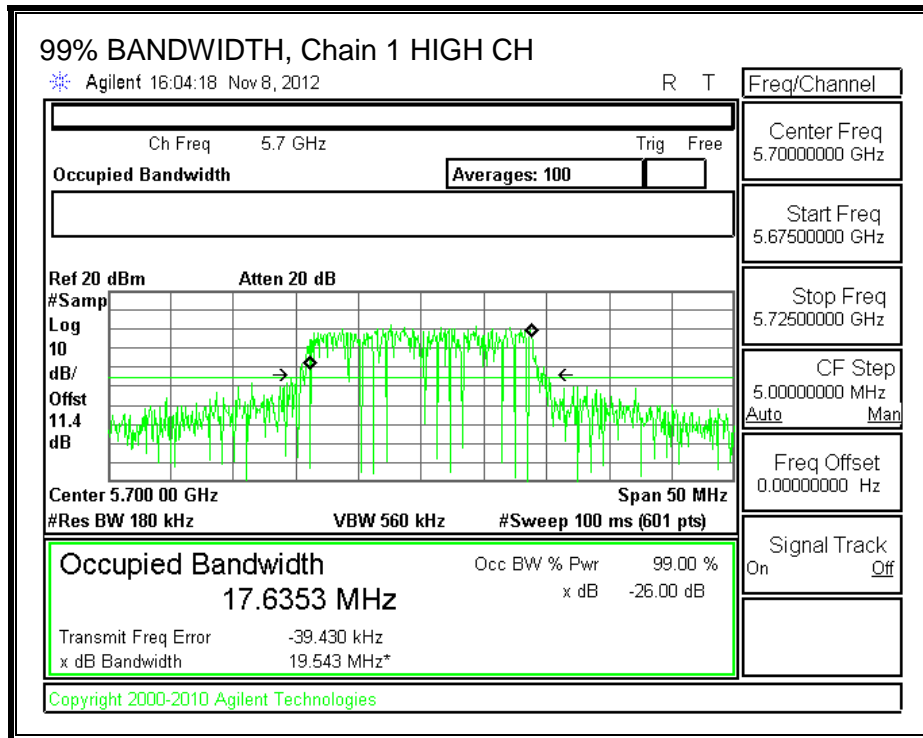 99% BANDWIDTH, Chain 1 HIGH CH
Agilent 16:04:18 Nov 8, 2012 R T
Freq/Channel
Ch Freq 5.7 GHz Trig Free
Occupied Bandwidth Averages: 100
Center Freq
5.70000000 GHz
Start Freq
5.67500000 GHz
Stop Freq
5.72500000 GHz
CF Step
5.00000000 MHz
Auto Man
Freq Offset
0.00000000 Hz
Signal Track
On Off
Ref 20 dBm Atten 20 dB
#Samp
Log
10
dB/
Offst
11.4
dB
Center 5.700 00 GHz Span 50 MHz
#Res BW 180 kHz VBW 560 kHz #Sweep 100 ms (601 pts)
Occupied Bandwidth Occ BW % Pwr 99.00 %
17.6353 MHz x dB -26.00 dB
Transmit Freq Error -39.430 kHz
x dB Bandwidth 19.543 MHz*
Copyright 2000-2010 Agilent Technologies